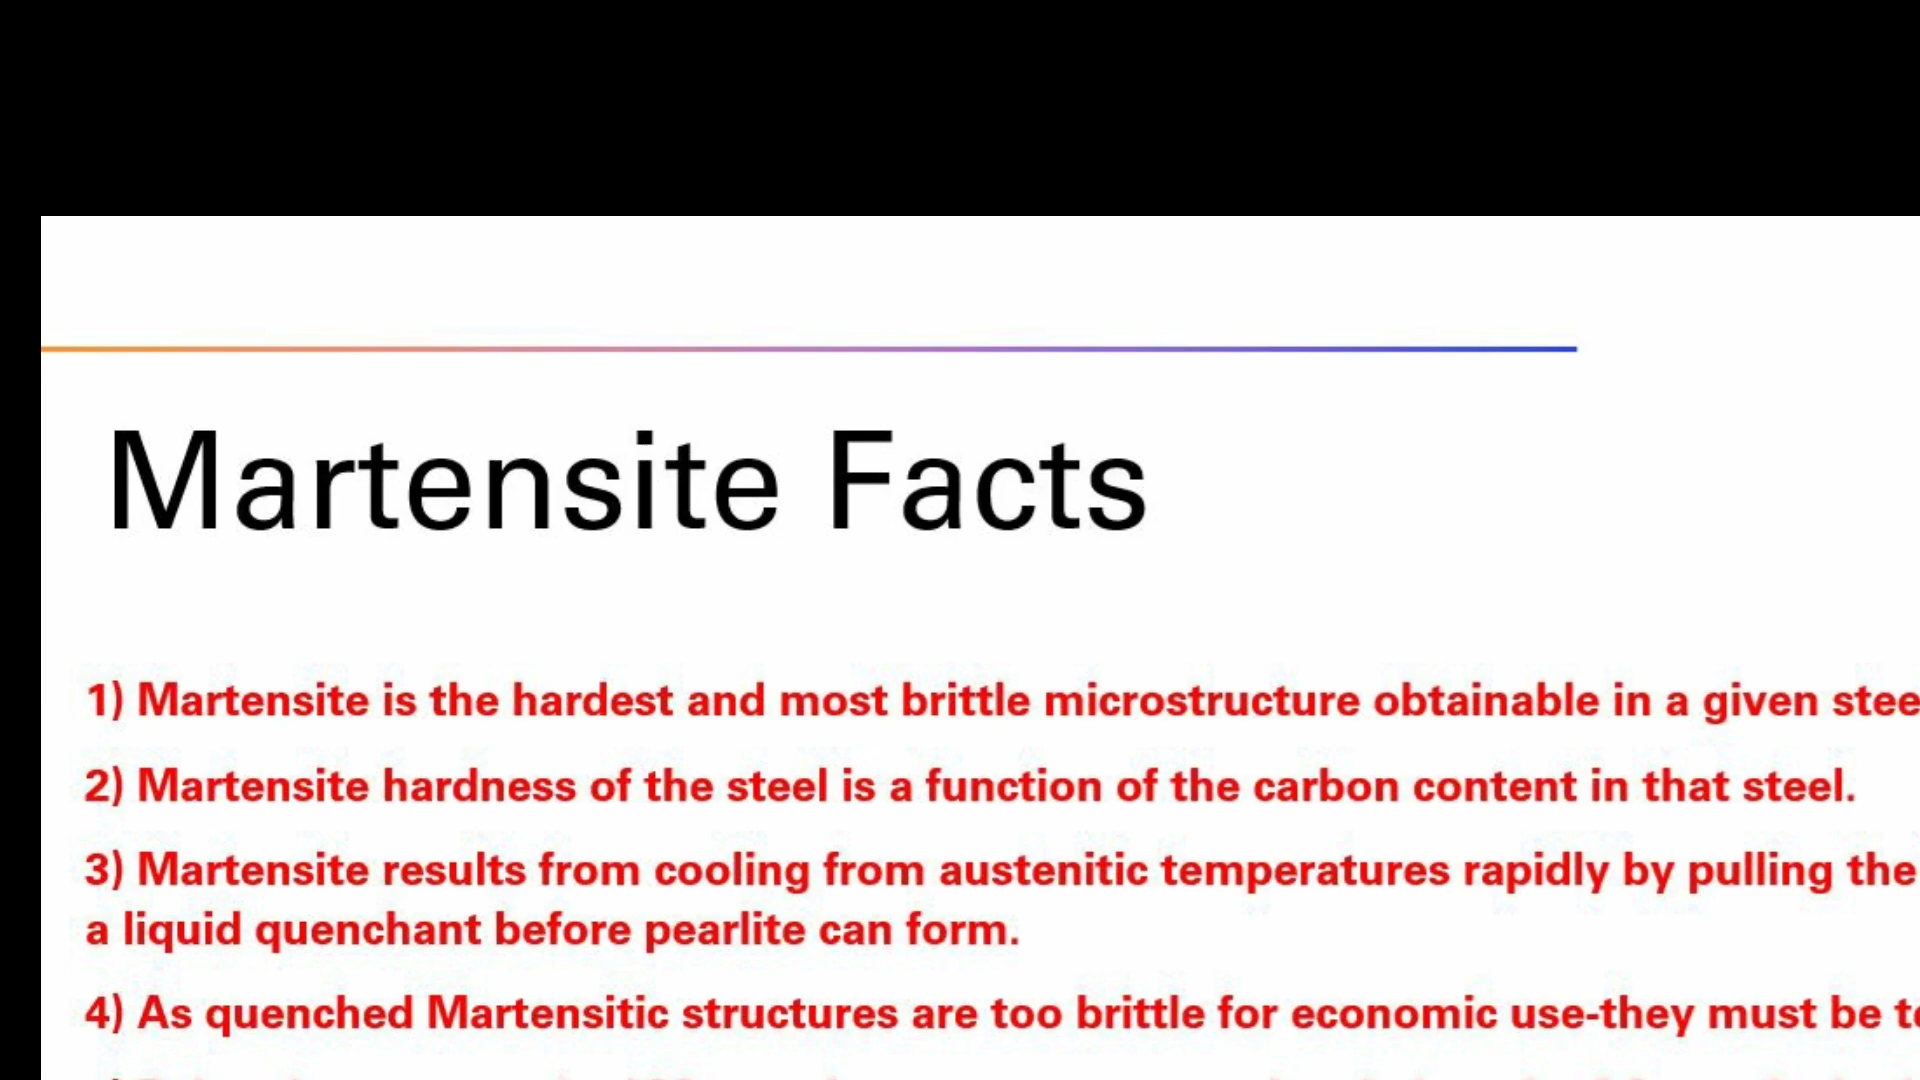 Martensite Facts
1) Martensite is the hardest and most brittle microstructure obtainable in a given
2) Martensite hardness of the steel is a function of the carbon content in that steel.
3) Martensite results from cooling from austenitic temperatures rapidly by pulling the
a liquid quenchant before pearlite can form.
4) As quenched Martensitic structures are too brittle for economic use-they must be